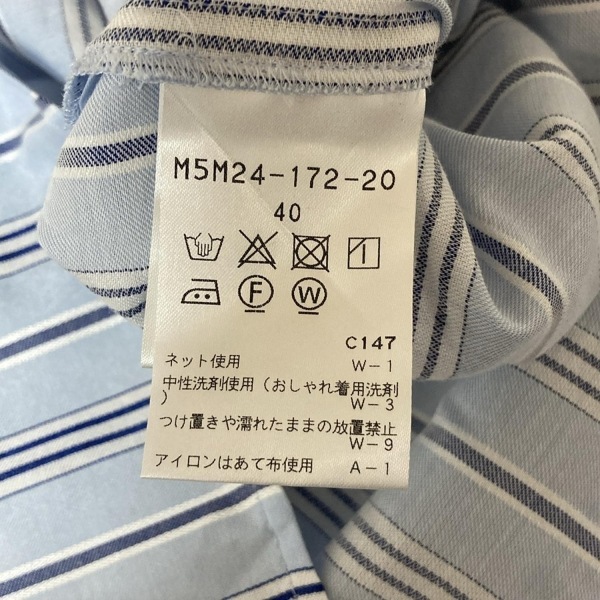 M5M24-172-20
40
F W
C147
ネット使用 W-1
中性洗剤使用（おしゃれ着用洗剤
） W-3
つけ置きや濡れたままの放置禁止
W-9
アイロンはあて布使用 A-1